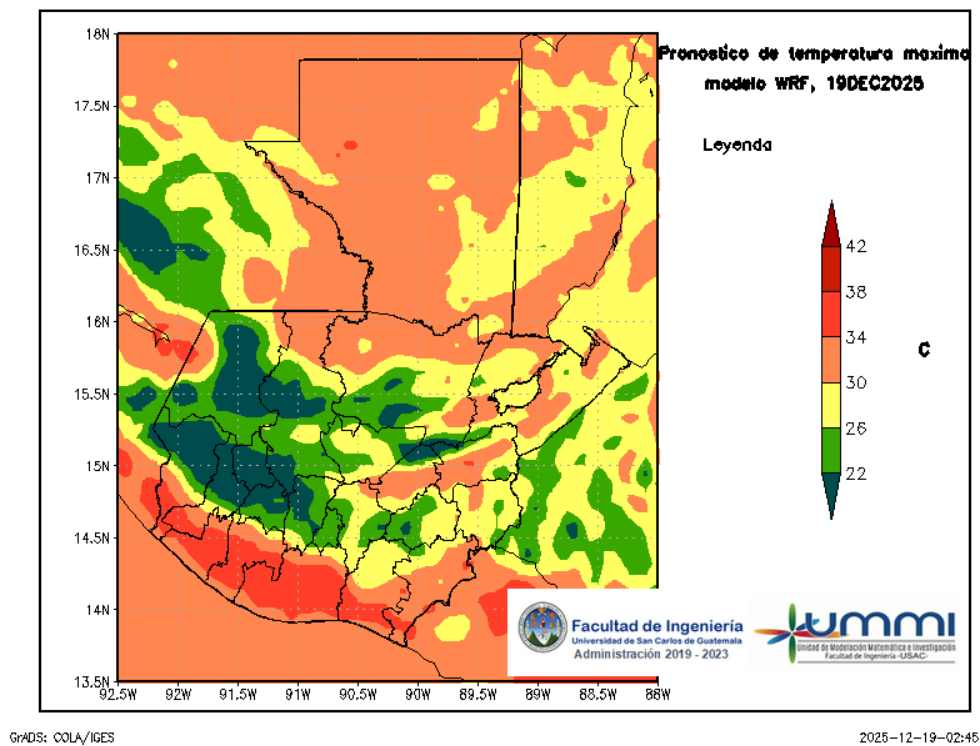 Pronostico de temperatura maxima
modelo WRF, 19DEC2025
Leyenda
18N
17.5N
17N
16.5N
16N
15.5N
15N
14.5N
14N
13.5N
92.5W
92W
91.5W
91W
90.5W
90W
89.5W
89W
88.5W
88W
42
38
34
30
26
22
C
Facultad de Ingeniería
Universidad de San Carlos de Guatemala
Administración 2019 - 2023
ummi
Unidad de Modelación Matemática e Investigación
Facultad de Ingeniería -USAC-
GrADS: COLA/IGES
2025-12-19-02:46